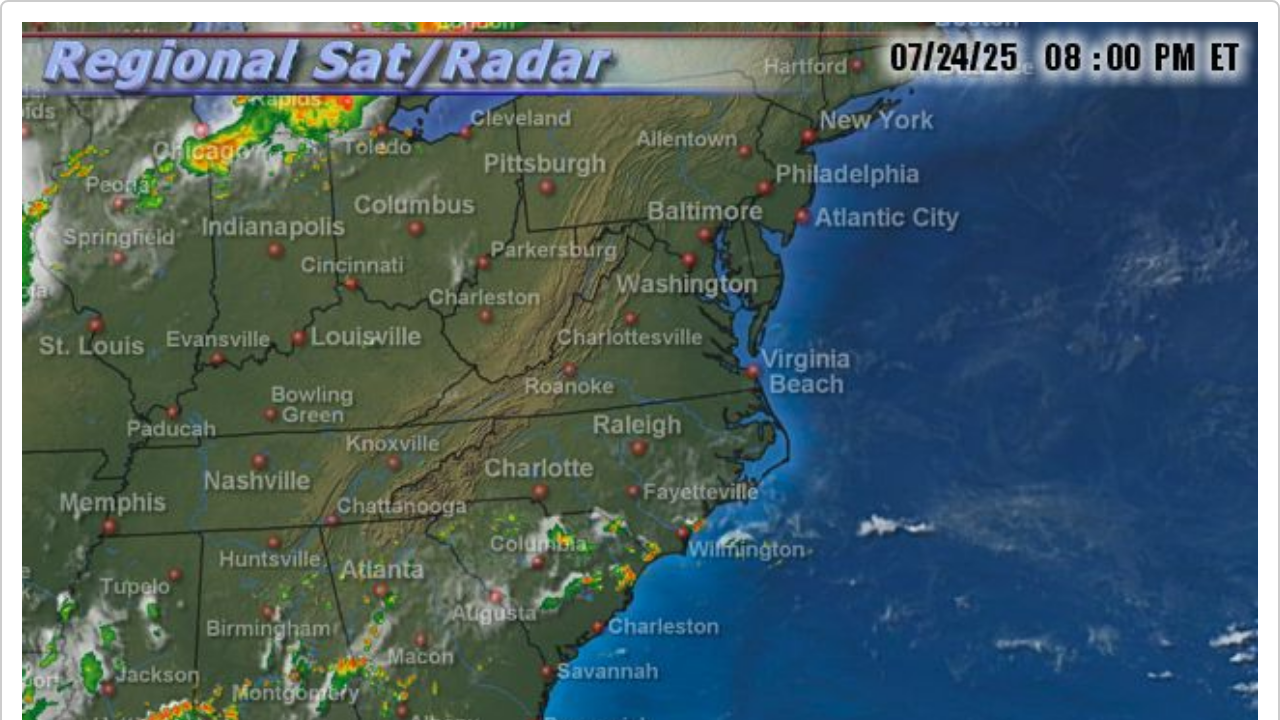 London
Boston
Regional Sat/Radar
07/24/25 08 :00 PM ET
Hartford
Rapids
Cleveland
New York
Chicago
Toledo
Allentown
Pittsburgh
Philadelphia
Peoria
Columbus
Baltimore
Atlantic City
Indianapolis
Springfield
Parkersburg
Cincinnati
Washington
Charleston
St. Louis
Evansville
Louisville
Charlottesville
Virginia
Beach
Roanoke
Bowling
Green
Paducah
Raleigh
Knoxville
Nashville
Charlotte
Memphis
Chattanooga
Fayetteville
Huntsville
Columbia
Wilmington
Atlanta
Tupelo
Augusta
Birmingham
Charleston
Macon
Jackson
Savannah
Montgomery